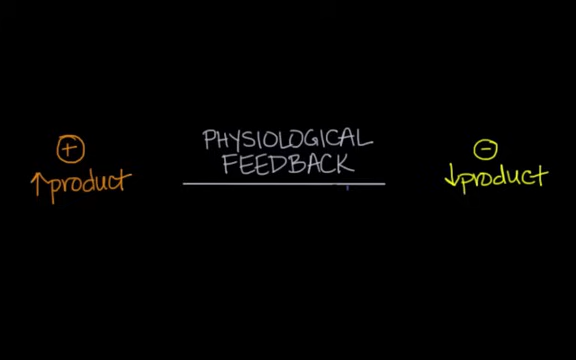 PHYSIOLOGICAL
FEEDBACK
+
↑product
-
↓product